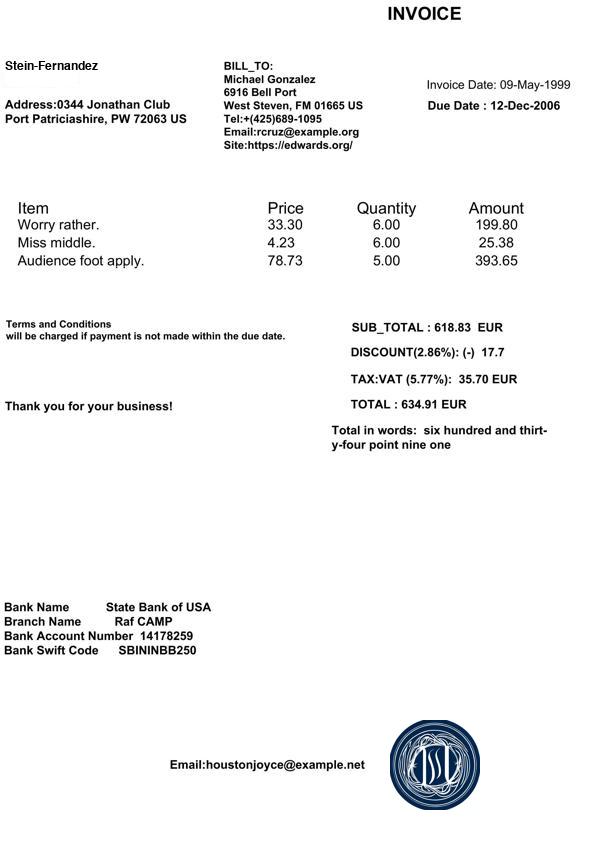 INVOICE
Stein-Fernandez
Address:0344 Jonathan Club
Port Patriciashire, PW 72063 US
BILL_TO:
Michael Gonzalez
6916 Bell Port
West Steven, FM 01665 US
Tel:+(425)689-1095
Email:rcruz@example.org
Site:https://edwards.org/
Invoice Date: 09-May-1999
Due Date : 12-Dec-2006
Item Price Quantity Amount
Worry rather. 33.30 6.00 199.80
Miss middle. 4.23 6.00 25.38
Audience foot apply. 78.73 5.00 393.65
Terms and Conditions
will be charged if payment is not made within the due date.
Thank you for your business!
SUB_TOTAL : 618.83 EUR
DISCOUNT(2.86%): (-) 17.7
TAX:VAT (5.77%): 35.70 EUR
TOTAL : 634.91 EUR
Total in words: six hundred and thirt-
y-four point nine one
Bank Name State Bank of USA
Branch Name Raf CAMP
Bank Account Number 14178259
Bank Swift Code SBININBB250
Email:houstonjoyce@example.net